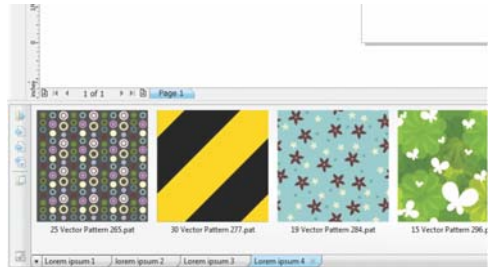 1 of 1
Page 1
25 Vector Pattern 265.pat
30 Vector Pattern 277.pat
19 Vector Pattern 284.pat
15 Vector Pattern 296.p
Lorem ipsum 1
lorem ipsum 2
Lorem ipsum 3
Lorem ipsum 4